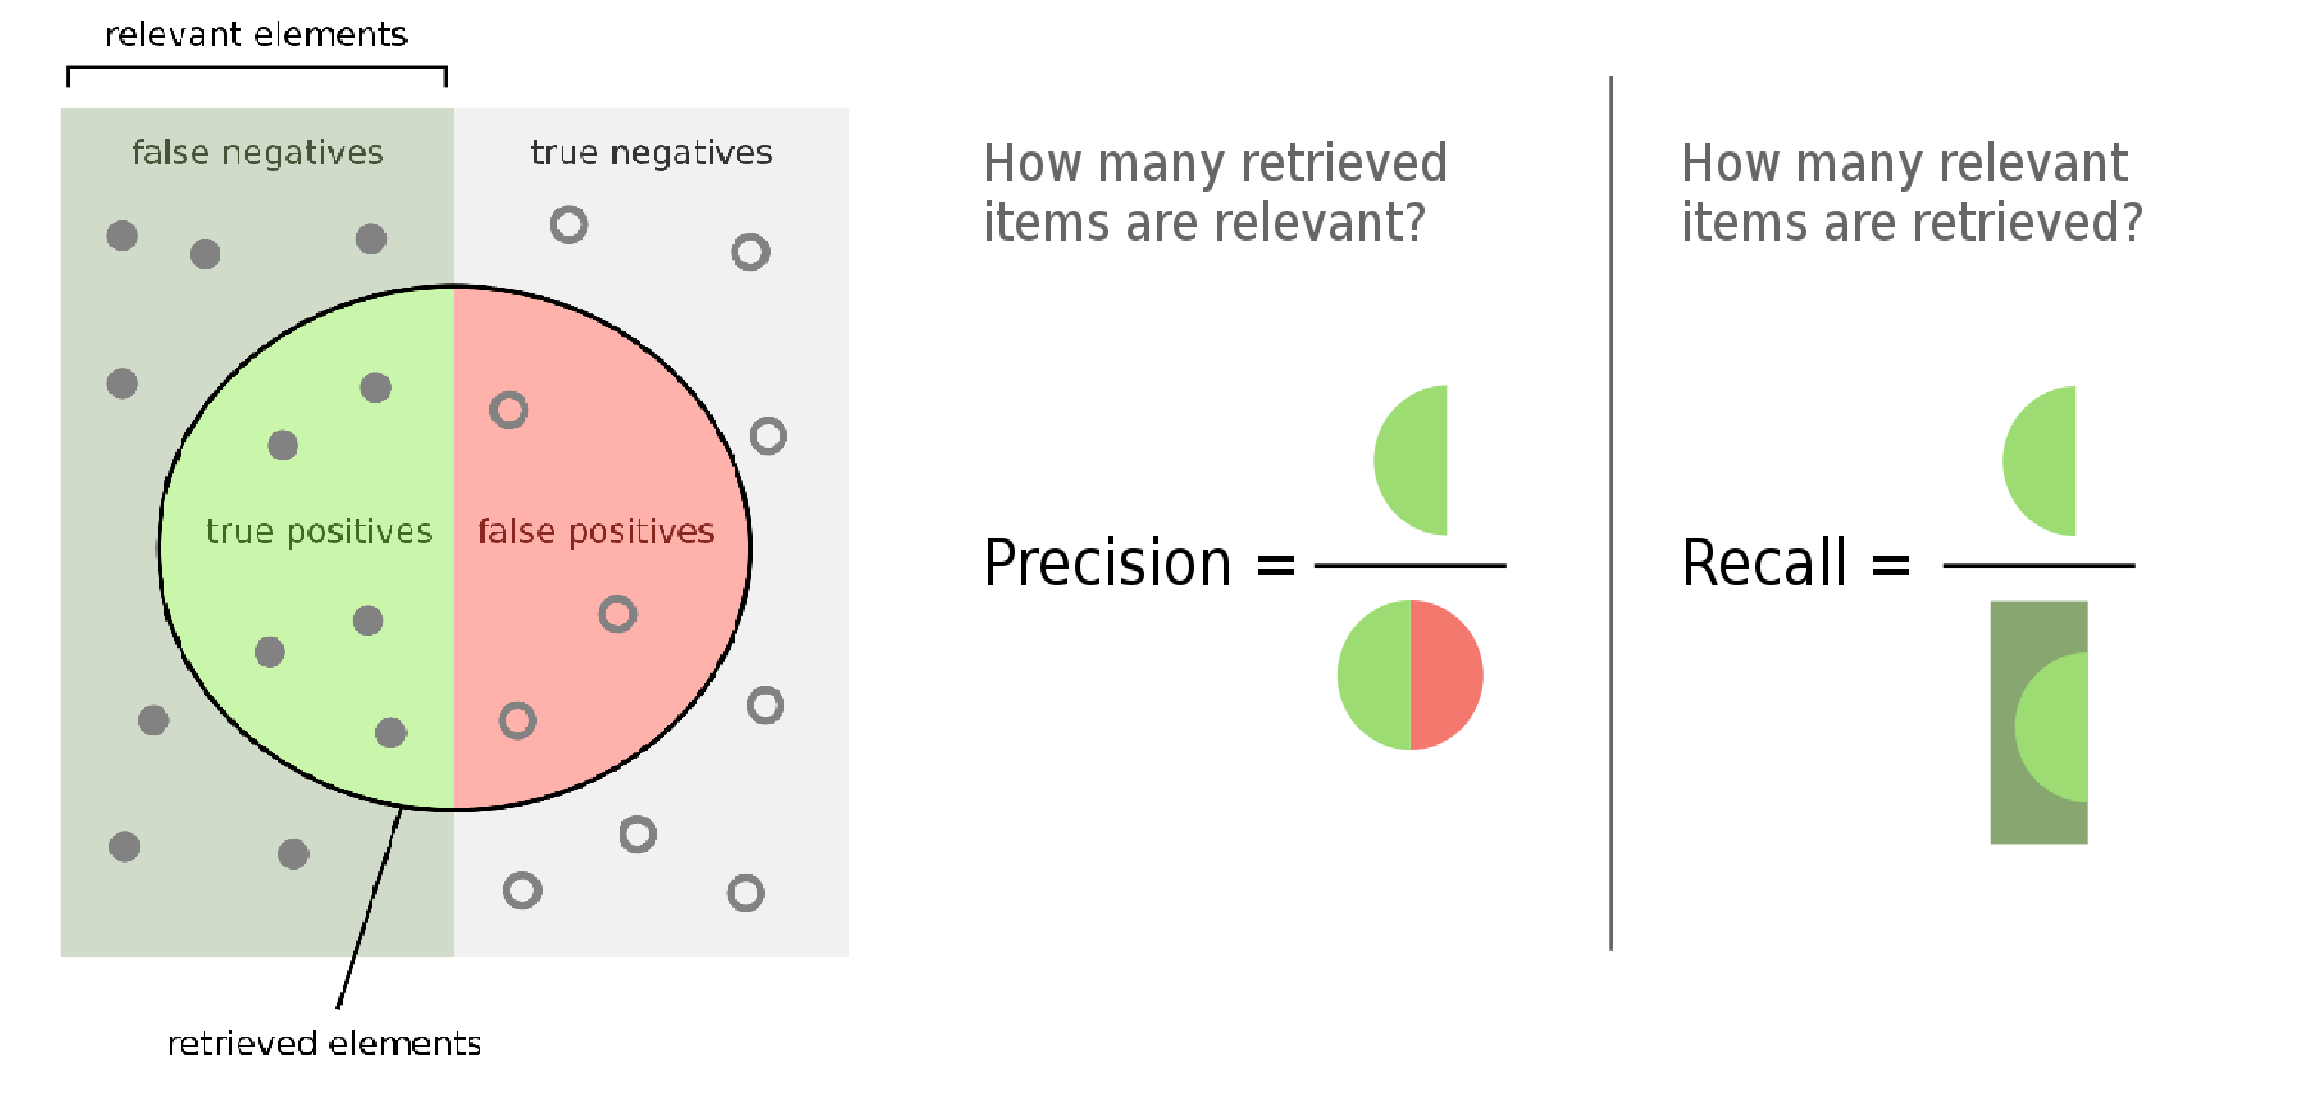 relevant elements
false negatives
true negatives
true positives
false positives
retrieved elements
How many retrieved
items are relevant?
Precision =
How many relevant
items are retrieved?
Recall =